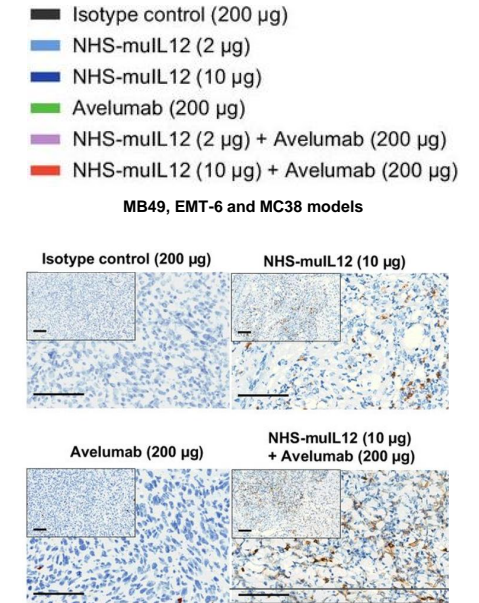 Isotype control (200 µg)
NHS-muIL12 (2 µg)
NHS-muIL12 (10 µg)
Avelumab (200 µg)
NHS-muIL12 (2 µg) + Avelumab (200 µg)
NHS-muIL12 (10 µg) + Avelumab (200 µg)
MB49, EMT-6 and MC38 models
Isotype control (200 µg)
NHS-muIL12 (10 µg)
Avelumab (200 µg)
NHS-muIL12 (10 µg)
+ Avelumab (200 µg)